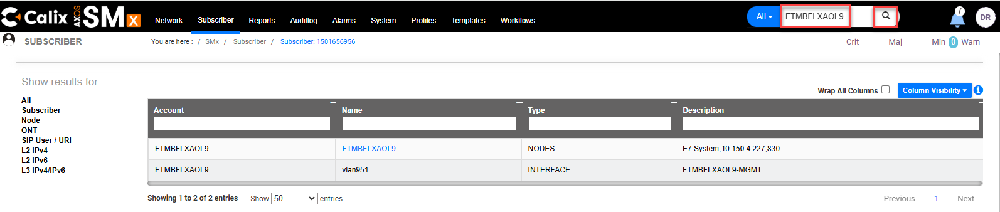 Calix AXOS SMx Network Subscriber Reports Auditlog Alarms System Profiles Templates Workflows All FTMBFLXAOL9 7 DR
SUBSCRIBER You are here : / SMx / Subscriber / Subscriber: 1501656956 Crit Maj Min 0 Warn
Show results for
All
Subscriber
Node
ONT
SIP User / URI
L2 IPv4
L2 IPv6
L3 IPv4/IPv6
Wrap All Columns Column Visibility
Account Name Type Description
FTMBFLXAOL9 FTMBFLXAOL9 NODES E7 System,10.150.4.227,830
FTMBFLXAOL9 vlan951 INTERFACE FTMBFLXAOL9-MGMT
Showing 1 to 2 of 2 entries Show 50 entries Previous 1 Next